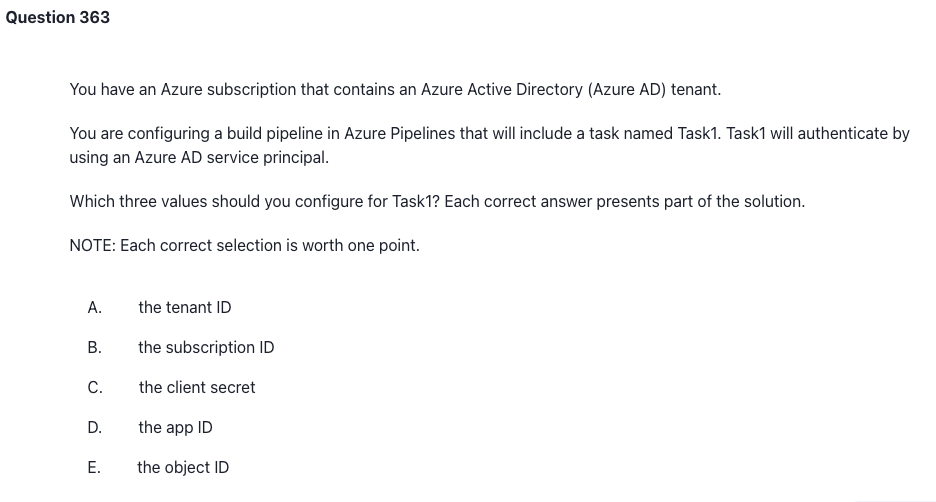 Question 363
You have an Azure subscription that contains an Azure Active Directory (Azure AD) tenant.
You are configuring a build pipeline in Azure Pipelines that will include a task named Task1. Task1 will authenticate by
using an Azure AD service principal.
Which three values should you configure for Task1? Each correct answer presents part of the solution.
NOTE: Each correct selection is worth one point.
A. the tenant ID
B. the subscription ID
C. the client secret
D. the app ID
E. the object ID